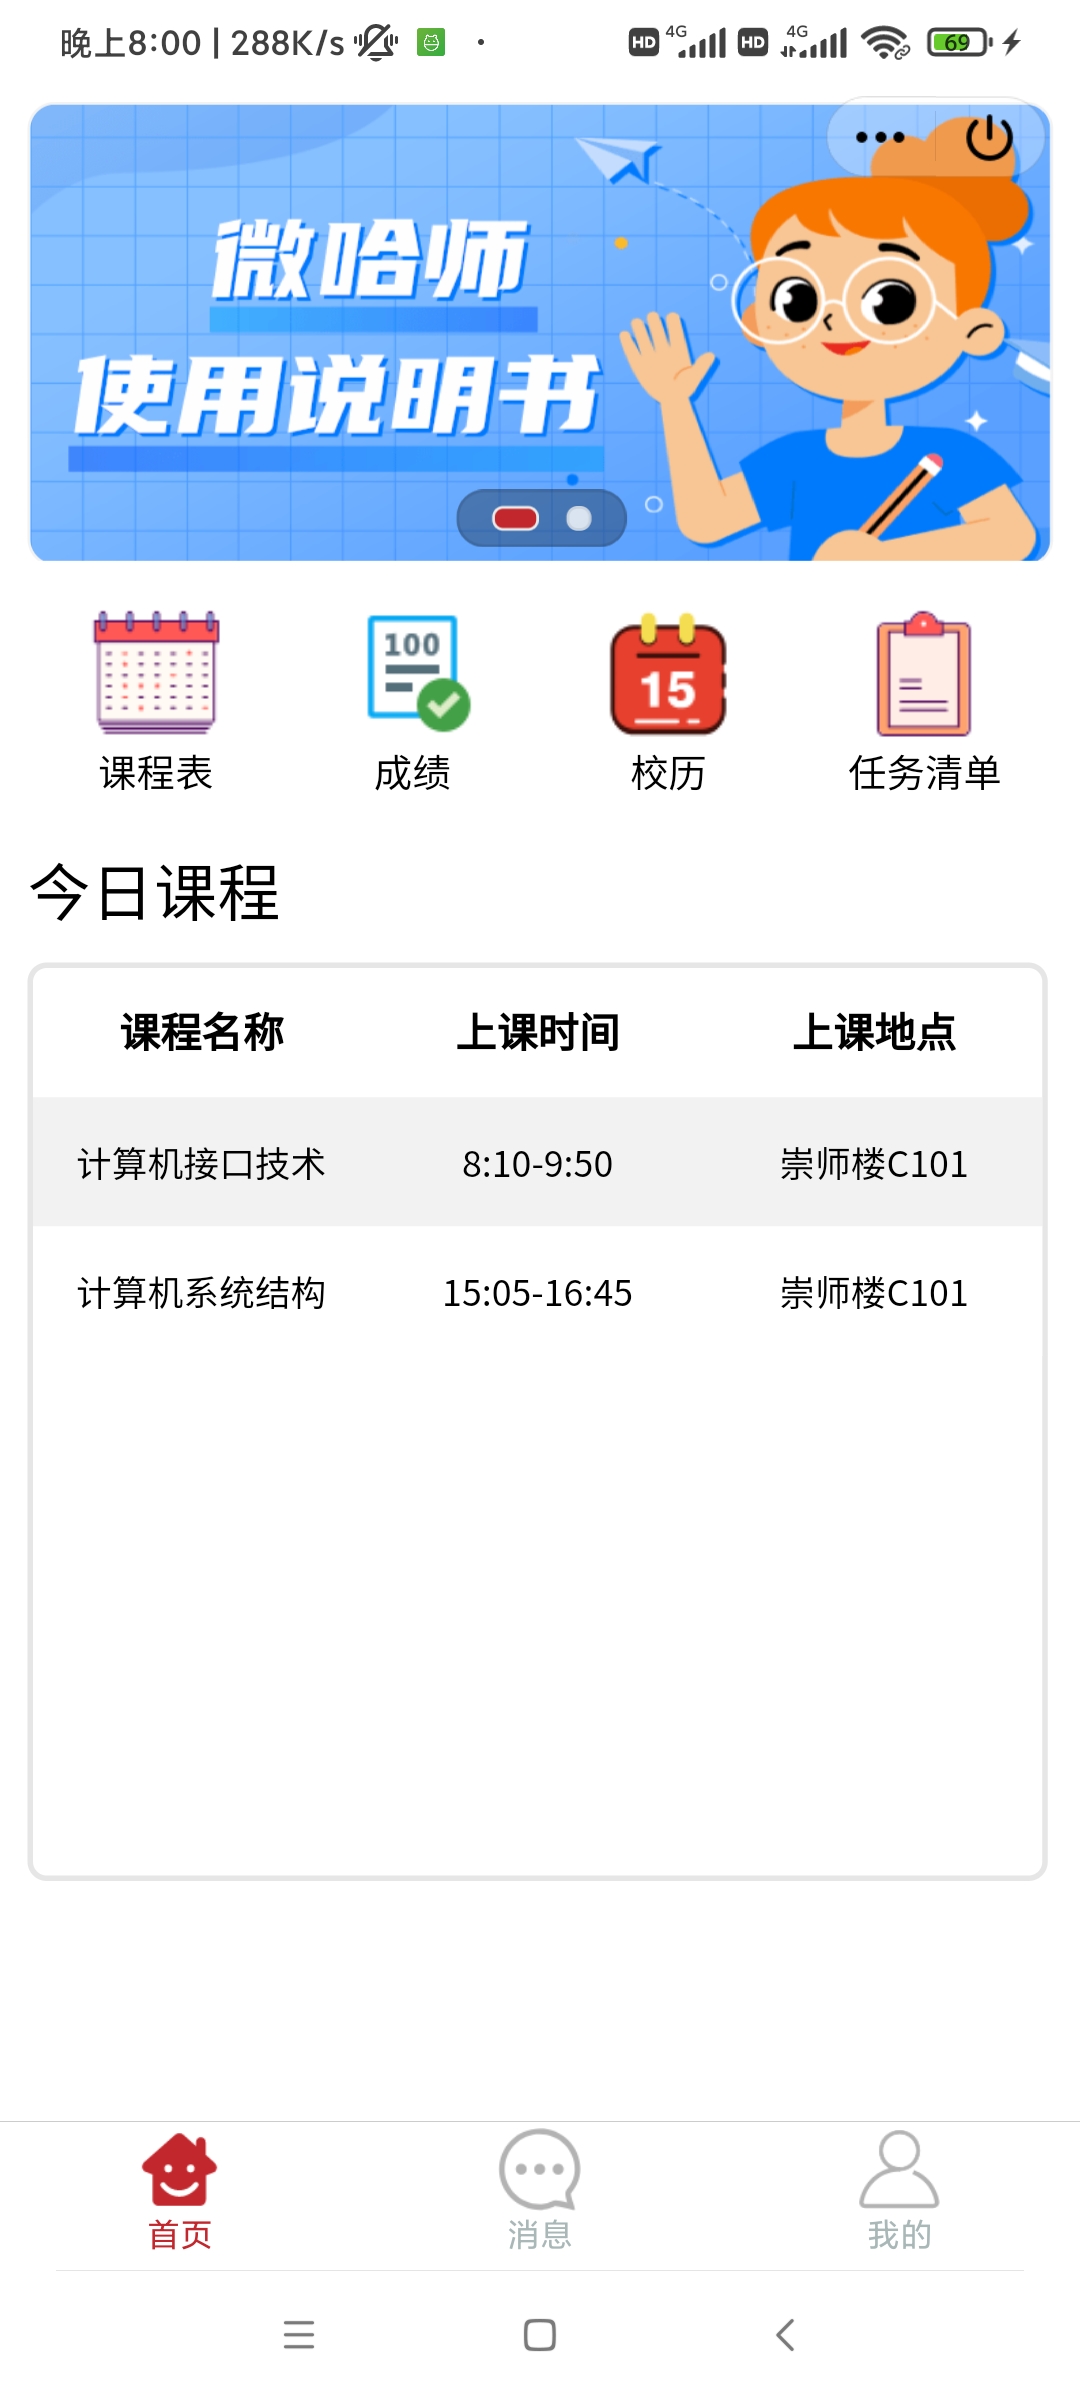 晚上8:00 | 288K/s HD 4G HD 4G 69
微哈师
使用说明书
100
15
课程表 成绩 校历 任务清单
今日课程
课程名称 上课时间 上课地点
计算机接口技术 8:10-9:50 崇师楼C101
计算机系统结构 15:05-16:45 崇师楼C101
首页 消息 我的